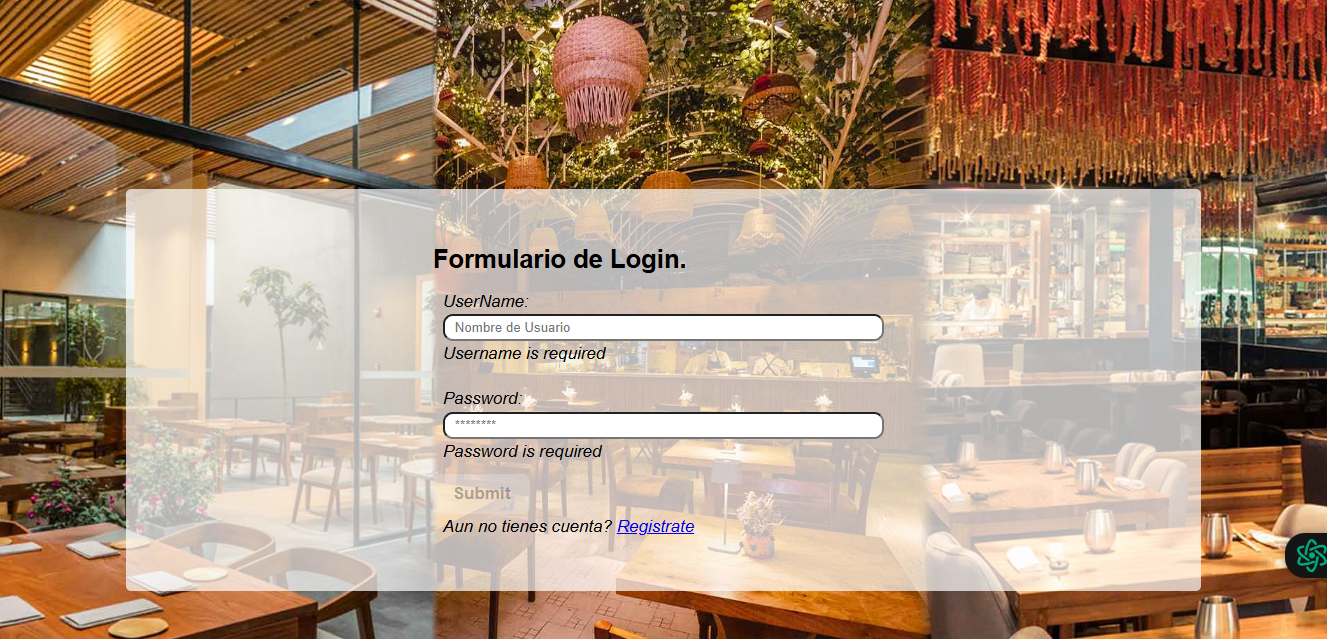 Formulario de Login.
UserName:
Nombre de Usuario
Username is required
Password:
********
Password is required
Submit
Aun no tienes cuenta? Registrate